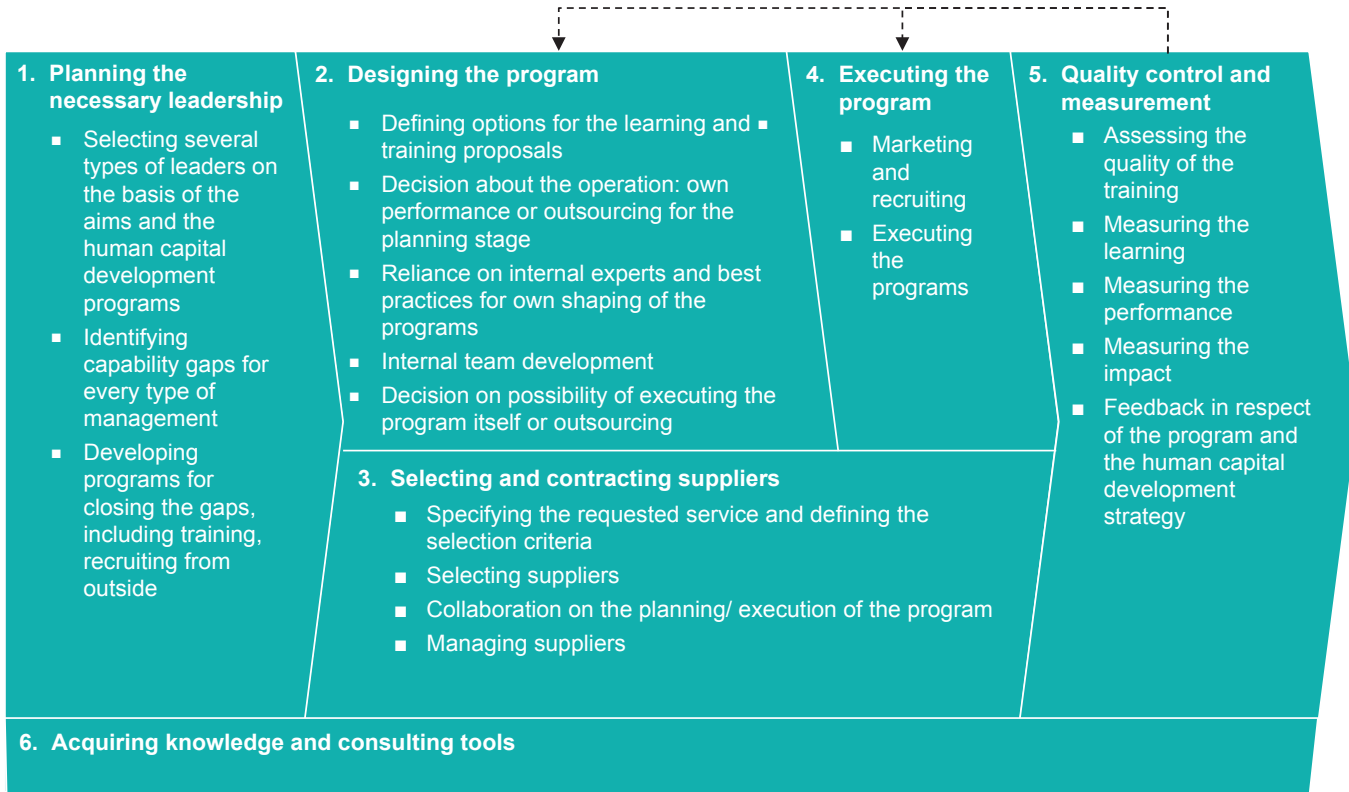 1. Planning the
necessary leadership
■ Selecting several
types of leaders on
the basis of the
aims and the
human capital
development
programs
■ Identifying
capability gaps for
every type of
management
■ Developing
programs for
closing the gaps,
including training,
recruiting from
outside
2. Designing the program
■ Defining options for the learning and ■
training proposals
■ Decision about the operation: own
performance or outsourcing for the
planning stage
■ Reliance on internal experts and best
practices for own shaping of the
programs
■ Internal team development
■ Decision on possibility of executing the
program itself or outsourcing
3. Selecting and contracting suppliers
■ Specifying the requested service and defining the
selection criteria
■ Selecting suppliers
■ Collaboration on the planning/ execution of the program
■ Managing suppliers
4. Executing the
program
■ Marketing
and
recruiting
■ Executing
the
programs
5. Quality control and
measurement
■ Assessing the
quality of the
training
■ Measuring the
learning
■ Measuring the
performance
■ Measuring the
impact
■ Feedback in respect
of the program and
the human capital
development
strategy
6. Acquiring knowledge and consulting tools